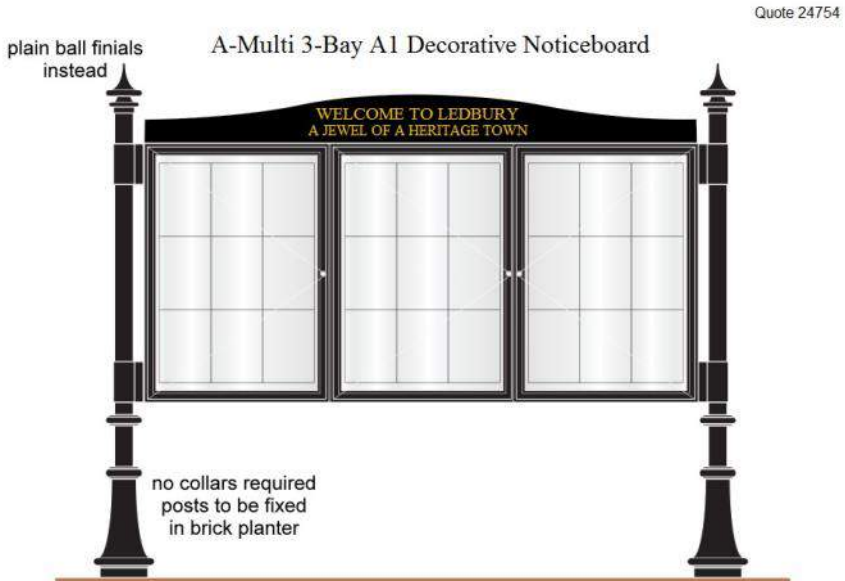 Quote 24754
A-Multi 3-Bay A1 Decorative Noticeboard
plain ball finials
instead
WELCOME TO LEDBURY
A JEWEL OF A HERITAGE TOWN
no collars required
posts to be fixed
in brick planter